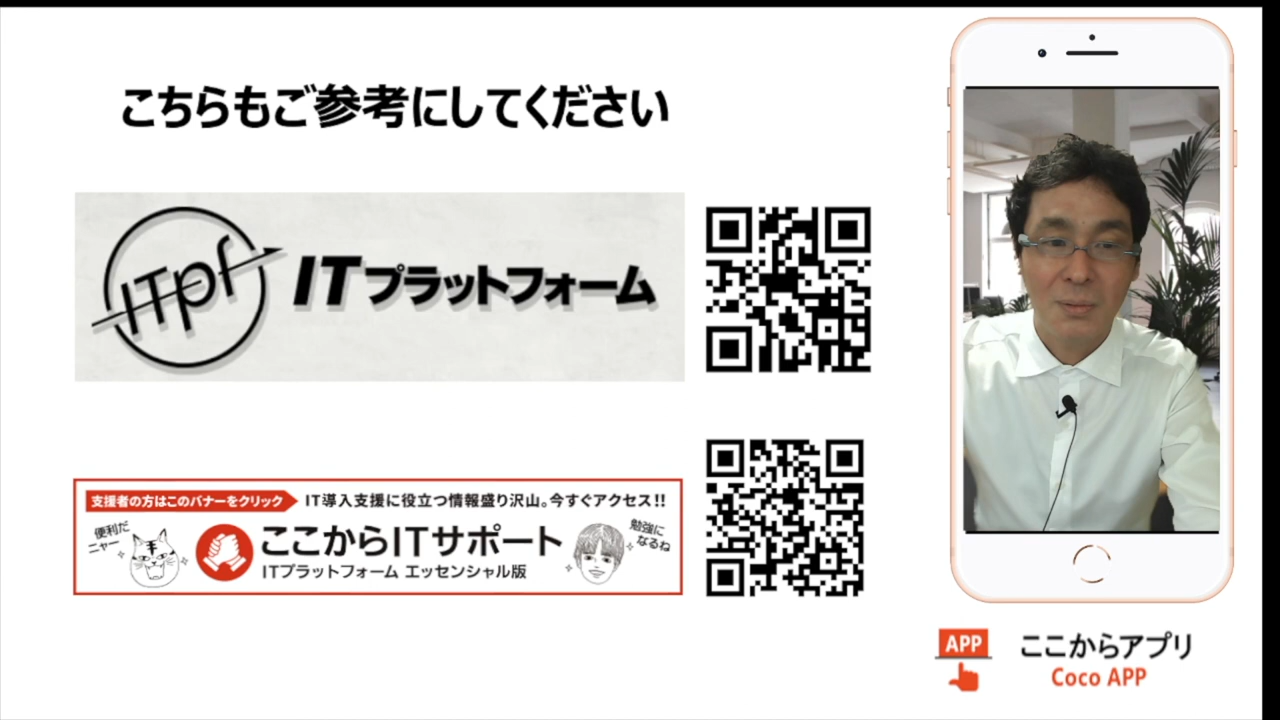 こちらもご参考にしてください
ITpf
ITプラットフォーム
支援者の方はこのバナーをクリック
IT導入支援に役立つ情報盛り沢山。今すぐアクセス!!
便利だ
ニャー
ここからITサポート
ITプラットフォーム エッセンシャル版
勉強に
なるね
APP
ここからアプリ
Coco APP